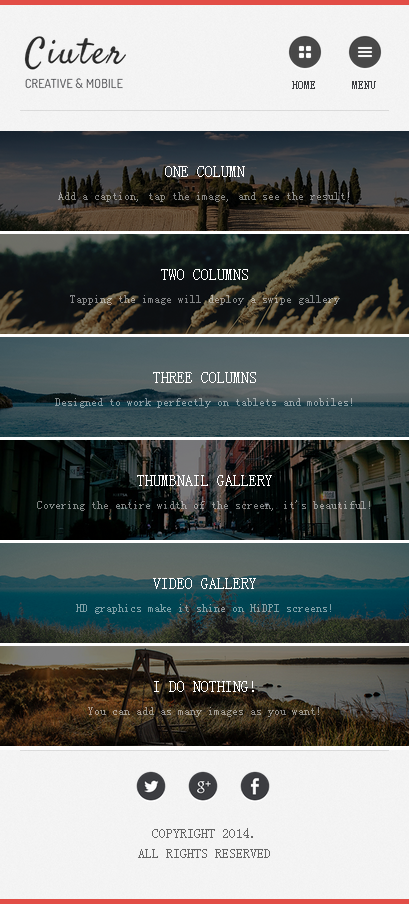 Ciuter
CREATIVE & MOBILE
HOME
MENU
ONE COLUMN
Add a caption, tap the image, and see the result!
TWO COLUMNS
Tapping the image will deploy a swipe gallery
THREE COLUMNS
Designed to work perfectly on tablets and mobiles!
THUMBNAIL GALLERY
Covering the entire width of the screen, it's beautiful!
VIDEO GALLERY
HD graphics make it shine on HiDPI screens!
I DO NOTHING!
You can add as many images as you want!
COPYRIGHT 2014.
ALL RIGHTS RESERVED